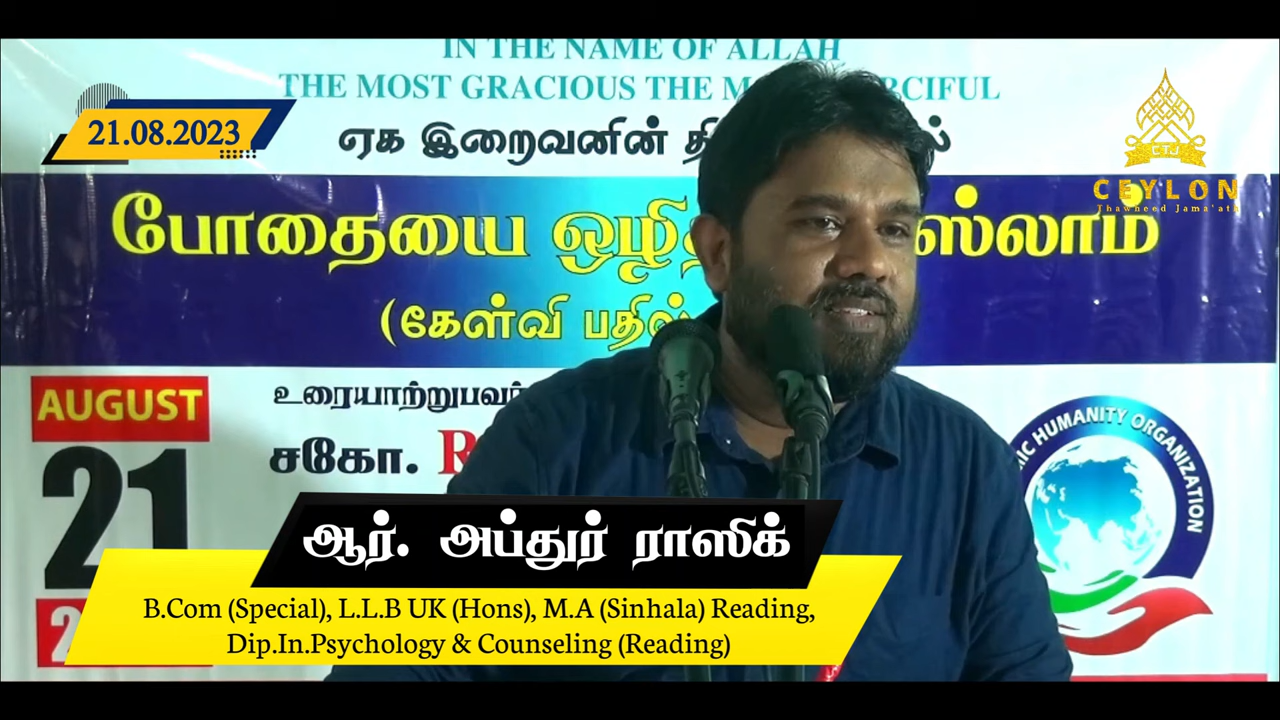 IN THE NAME OF ALLAH
THE MOST GRACIOUS THE M RCIFUL
21.08.2023
ஏக இறைவனின்
CTJ
CEYLON
Thawheed Jama'ath
போதையை ஒழித் ஸ்லாம்
(கேள்வி பதில்
AUGUST
21
உரையாற்றுபவர்
சகோ. R
HUMANITY ORGANIZATION
ஆர். அப்துர் ராஸிக்
B.Com (Special), L.L.B UK (Hons), M.A (Sinhala) Reading,
Dip.In.Psychology & Counseling (Reading)